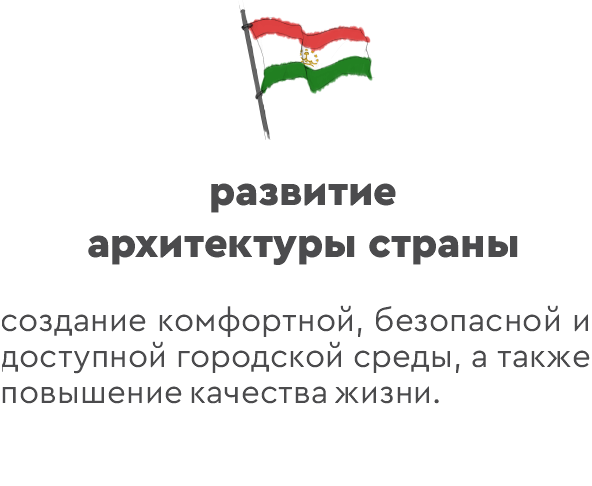 развитие
архитектуры страны
создание комфортной, безопасной и
доступной городской среды, а также
повышение качества жизни.